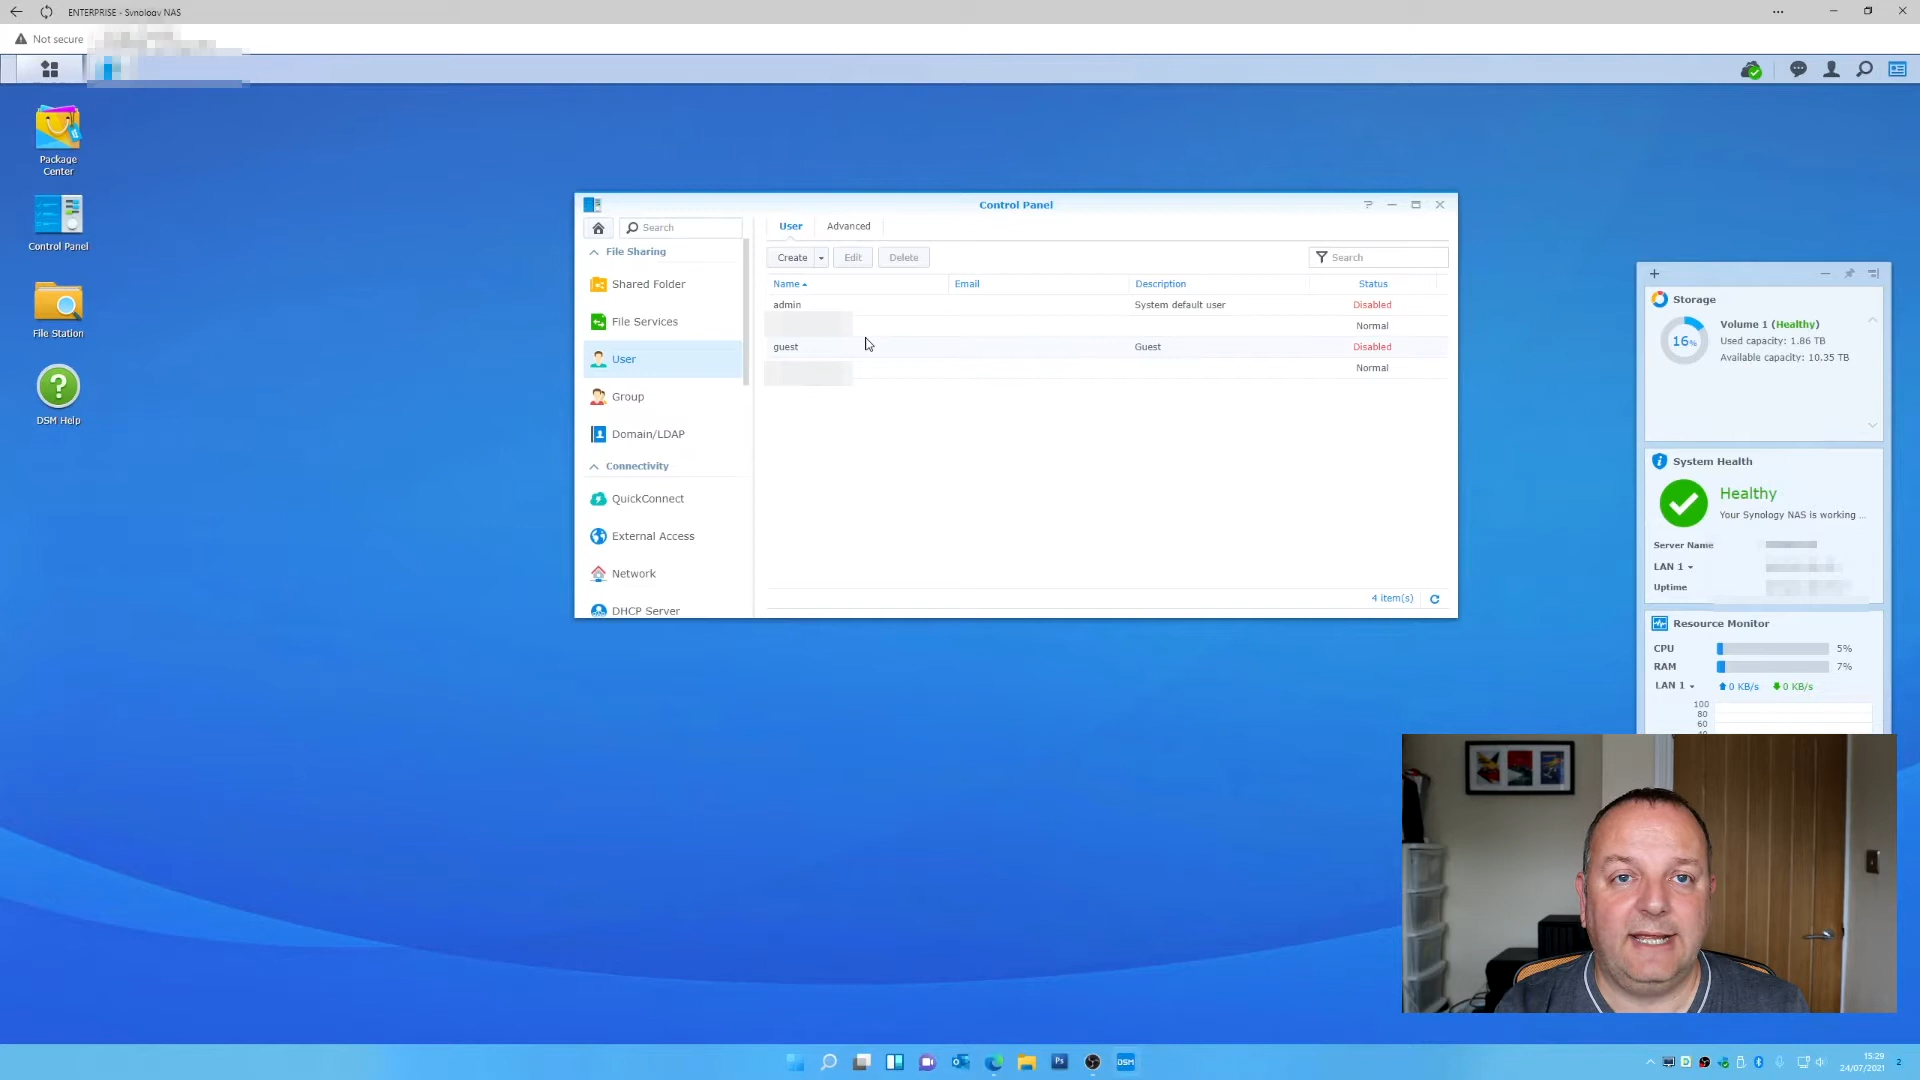 ENTERPRISE - Synology NAS
Not secure
Package
Center
Control Panel
File Station
DSM Help
Control Panel
Search
File Sharing
Shared Folder
File Services
User
Group
Domain/LDAP
Connectivity
QuickConnect
External Access
Network
DHCP Server
User
Advanced
Create
Edit
Delete
Search
Name
Email
Description
Status
admin
System default user
Disabled
Normal
guest
Guest
Disabled
Normal
4 item(s)
Storage
16%
Volume 1 (Healthy)
Used capacity: 1.86 TB
Available capacity: 10.35 TB
System Health
Healthy
Your Synology NAS is working ...
Server Name
LAN 1
Uptime
Resource Monitor
CPU
5%
RAM
7%
LAN 1
0 KB/s
0 KB/s
100
80
60
Ps
DSM
15:29
24/07/2021
2